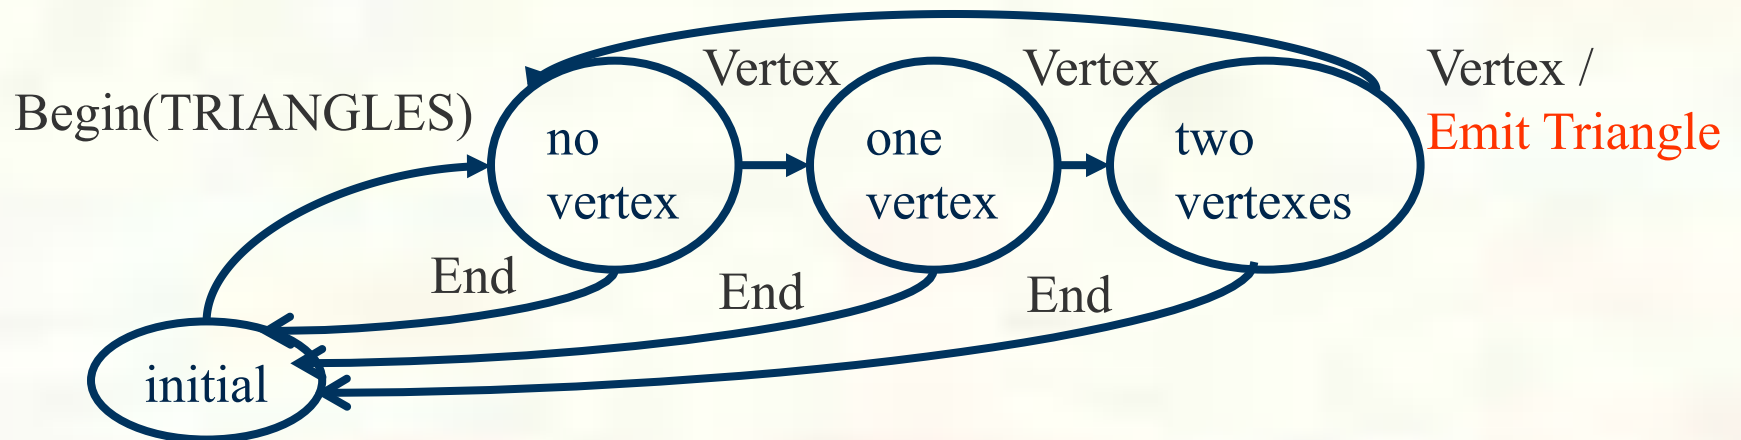 Vertex
Vertex
Vertex /
Emit Triangle
Begin(TRIANGLES)
no
vertex
one
vertex
two
vertexes
End
End
End
initial